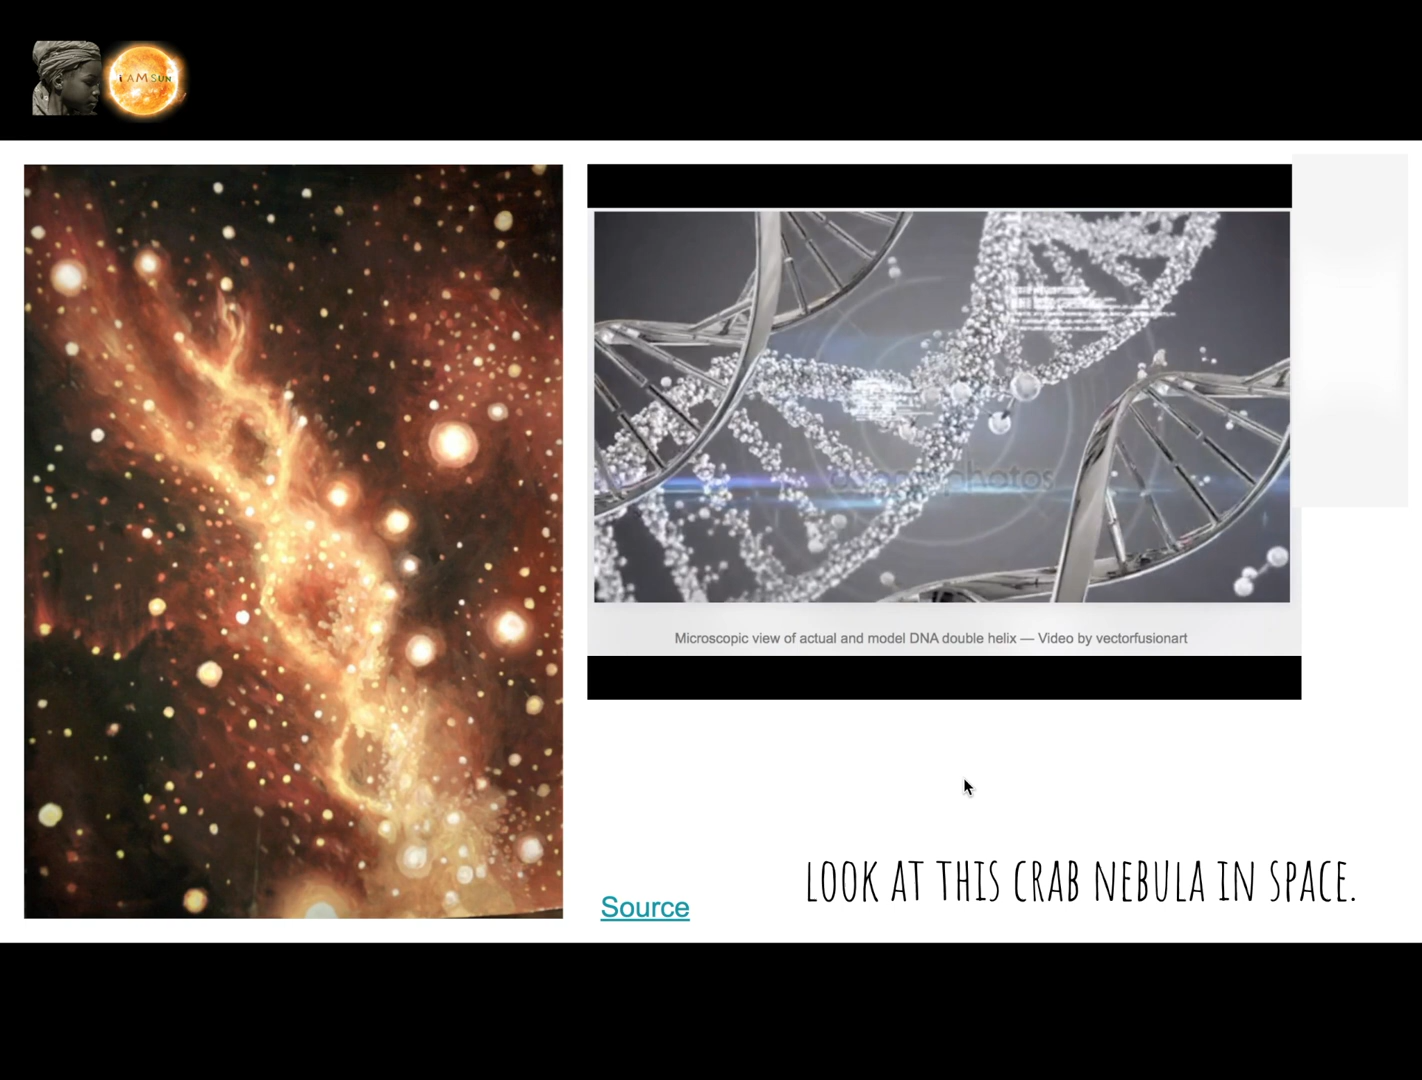 i AM SUN
Microscopic view of actual and model DNA double helix — Video by vectorfusionart
Source
LOOK AT THIS CRAB NEBULA IN SPACE.